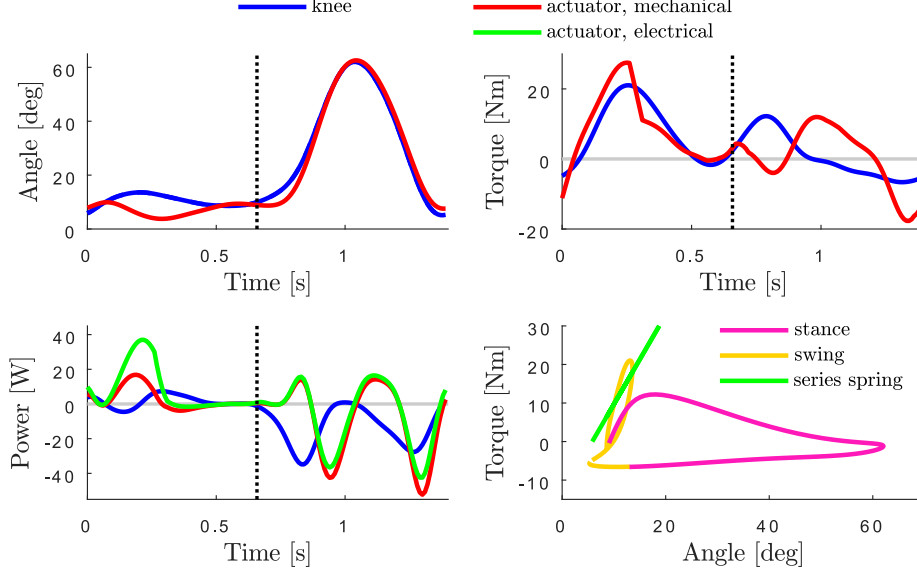 knee
actuator, mechanical
actuator, electrical
Angle [deg]
60
40
20
0
0
0.5
1
Time [s]
Torque [Nm]
20
0
-20
0
0.5
1
Time [s]
Power [W]
40
20
0
-20
-40
0
0.5
1
Time [s]
Torque [Nm]
30
20
10
0
-10
0
20
40
60
Angle [deg]
stance
swing
series spring